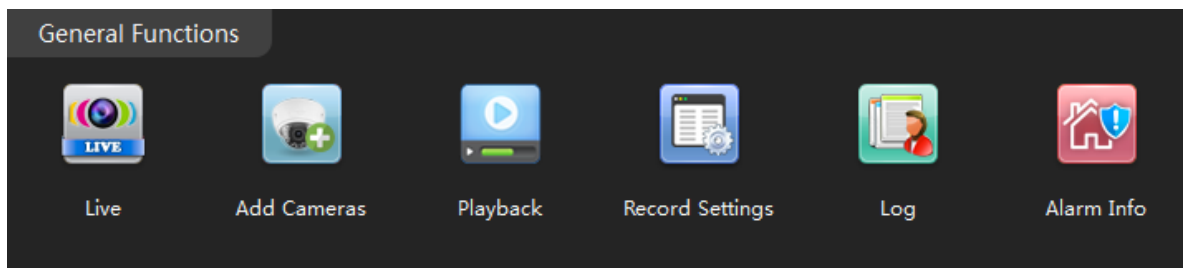 General Functions
LIVE
Live Add Cameras Playback Record Settings Log Alarm Info